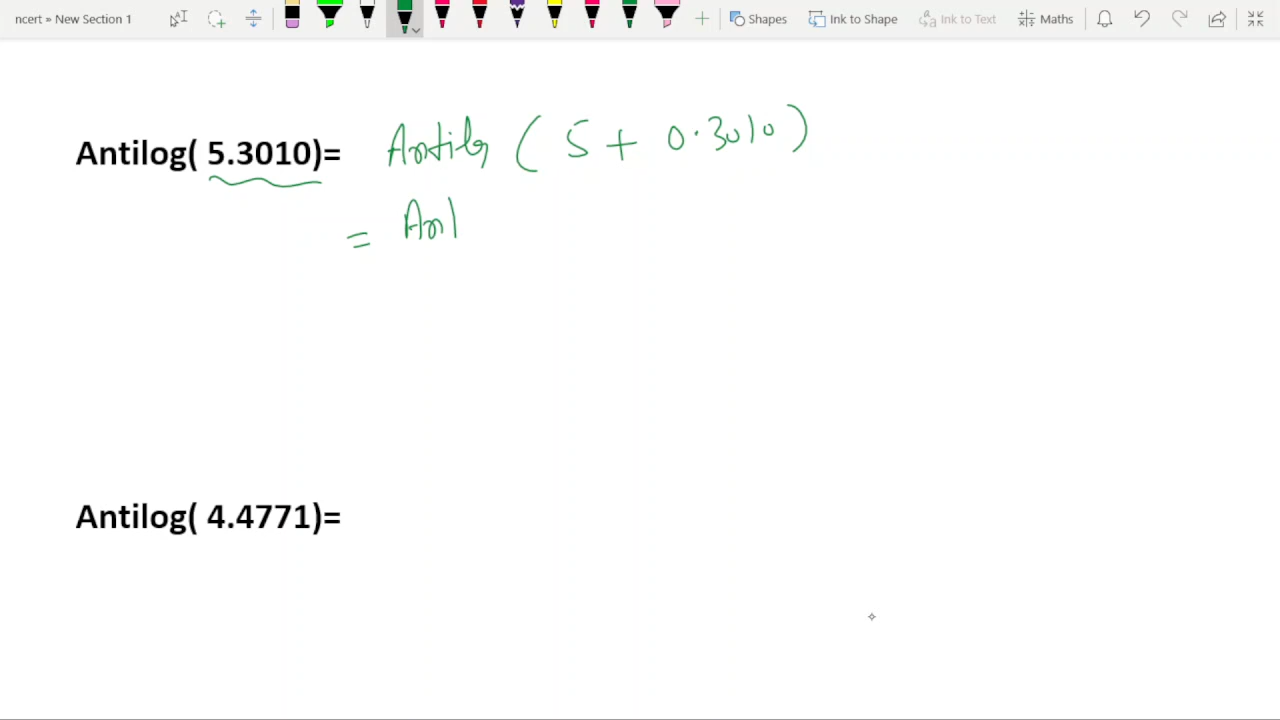 ncert » New Section 1 Shapes Ink to Shape Ink to Text Maths
Antilog( 5.3010)= Antilog ( 5 + 0.3010 )
= Ant
Antilog( 4.4771)=